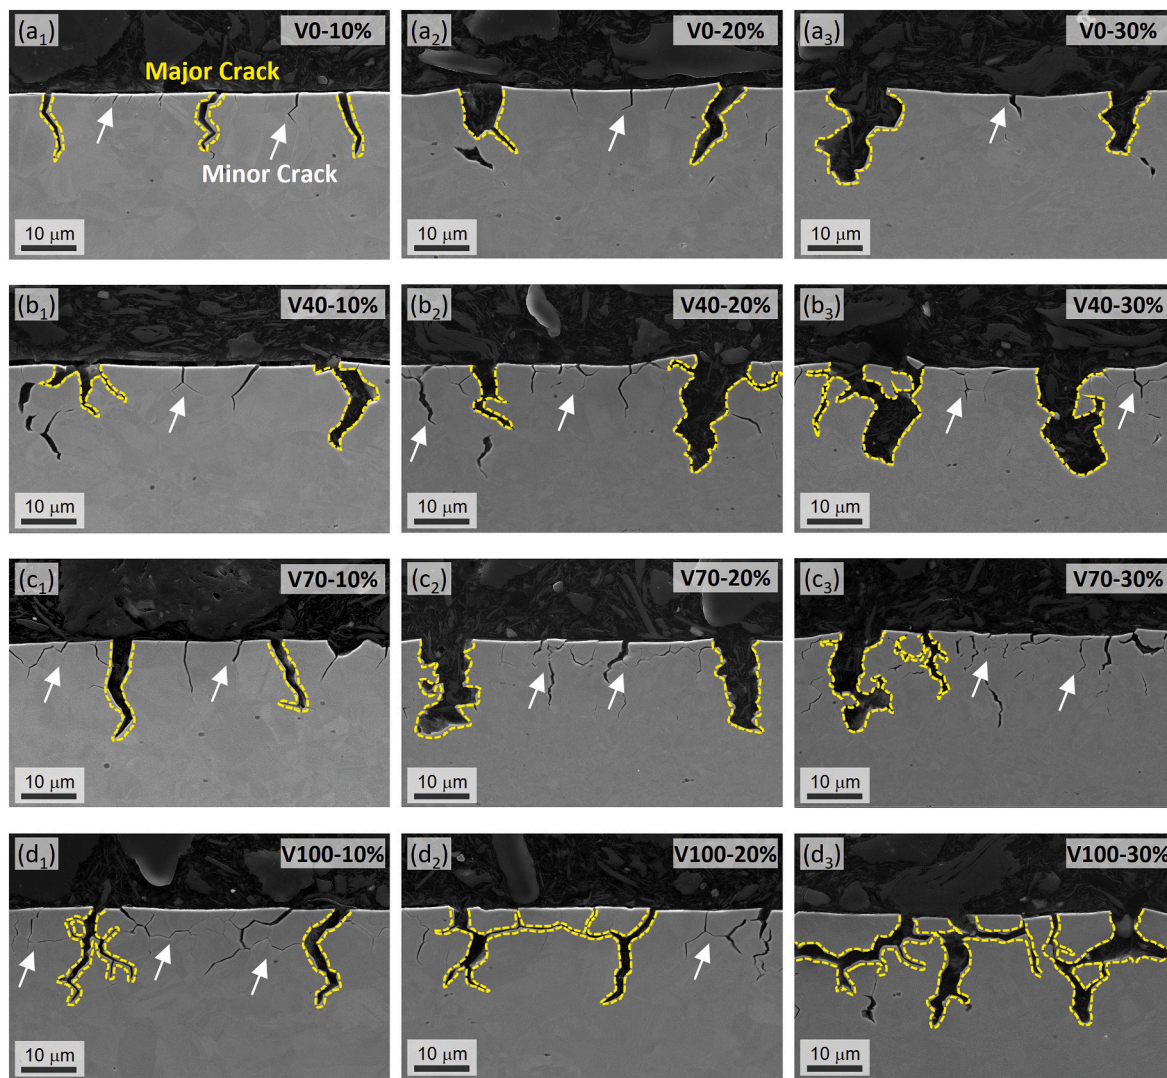 (a₁) V0-10%
Major Crack
Minor Crack
10 μm
(a₂) V0-20%
10 μm
(a₃) V0-30%
10 μm
(b₁) V40-10%
10 μm
(b₂) V40-20%
10 μm
(b₃) V40-30%
10 μm
(c₁) V70-10%
10 μm
(c₂) V70-20%
10 μm
(c₃) V70-30%
10 μm
(d₁) V100-10%
10 μm
(d₂) V100-20%
10 μm
(d₃) V100-30%
10 μm